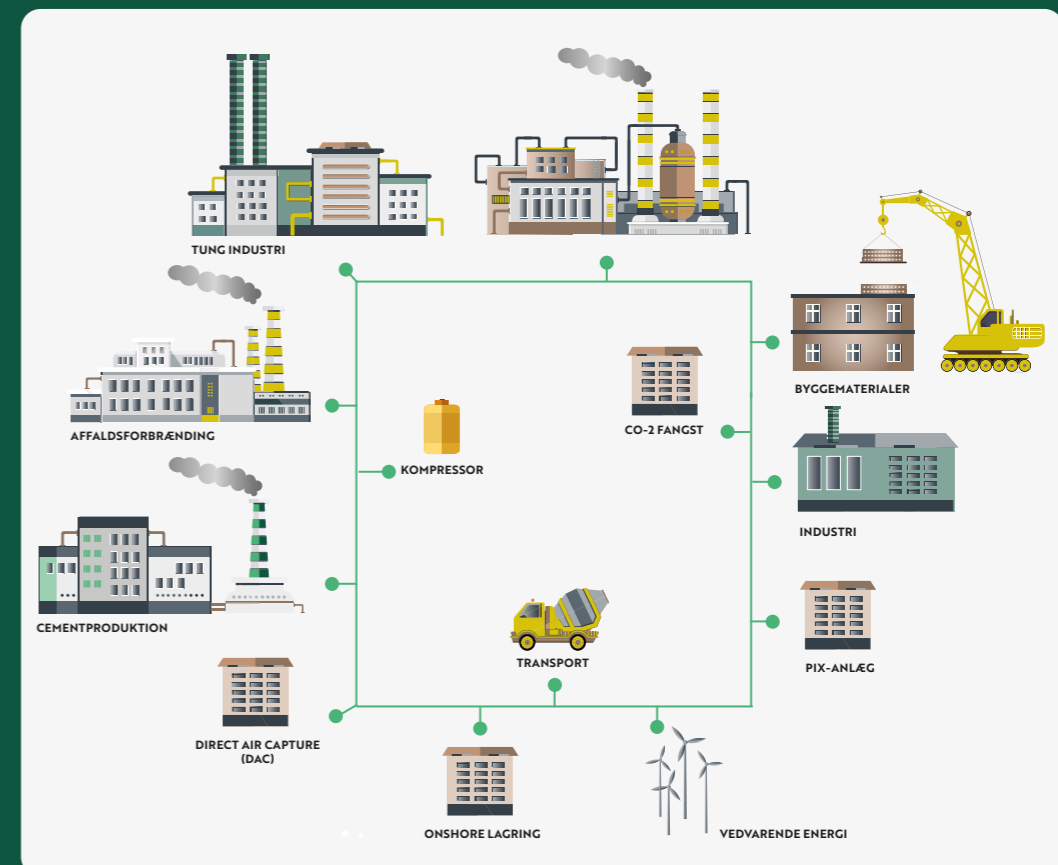 TUNG INDUSTRI
BYGGEMATERIALER
AFFALDSFORBRÆNDING
CO-2 FANGST
KOMPRESSOR
INDUSTRI
CEMENTPRODUKTION
TRANSPORT
PIX-ANLÆG
DIRECT AIR CAPTURE
(DAC)
ONSHORE LAGRING
VEDVARENDE ENERGI